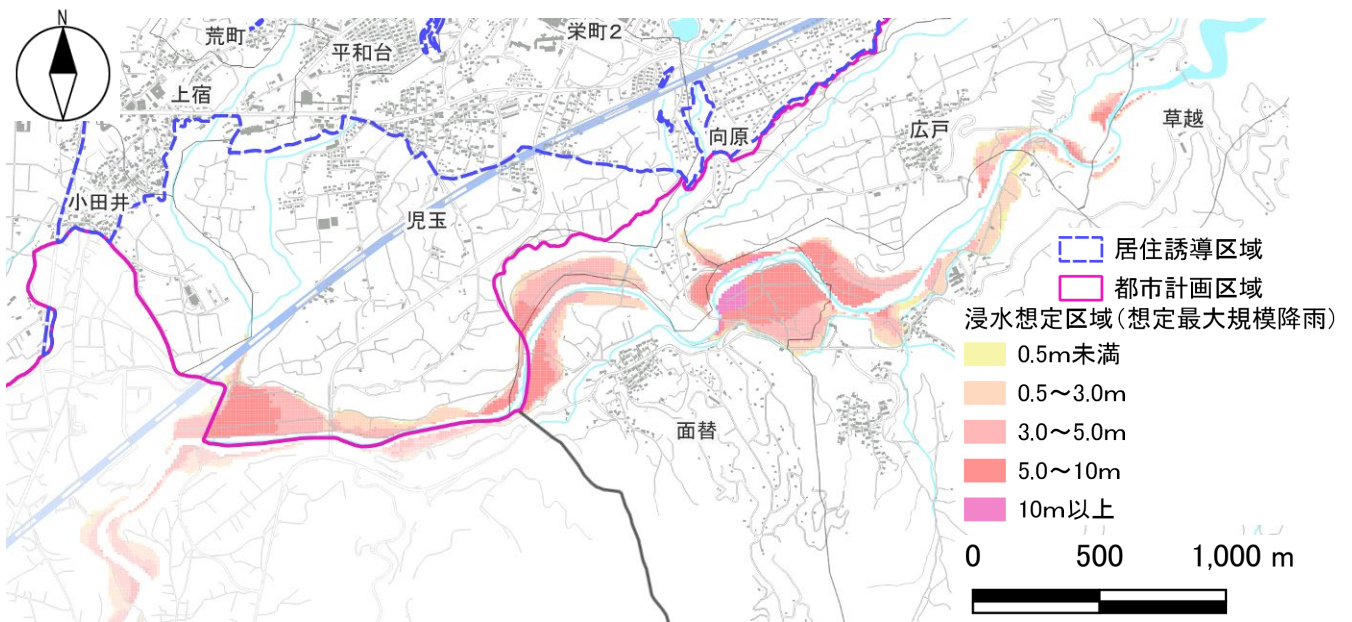 N
荒町
平和台
栄町2
上宿
向原
広戸
草越
小田井
児玉
居住誘導区域
都市計画区域
浸水想定区域(想定最大規模降雨)
0.5m未満
0.5~3.0m
3.0~5.0m
面替
5.0~10m
10m以上
0 500 1,000 m